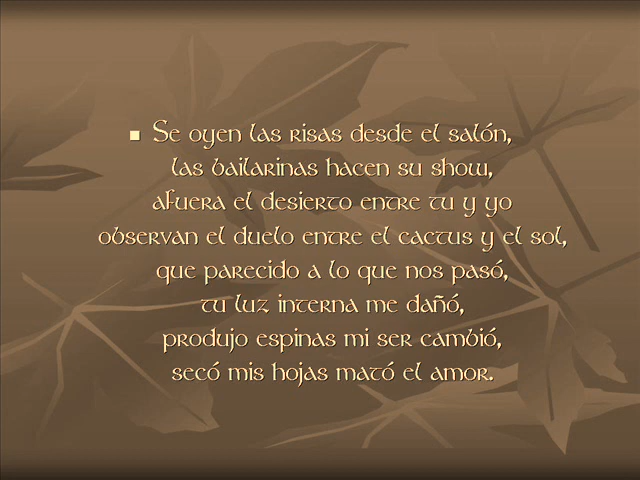 ▪ Se oyen las risas desde el salón,
las bailarinas hacen su show,
afuera el desierto entre tu y yo
observan el duelo entre el cactus y el sol,
que parecido a lo que nos pasó,
tu luz interna me dañó,
produjo espinas mi ser cambió,
secó mis hojas mató el amor.